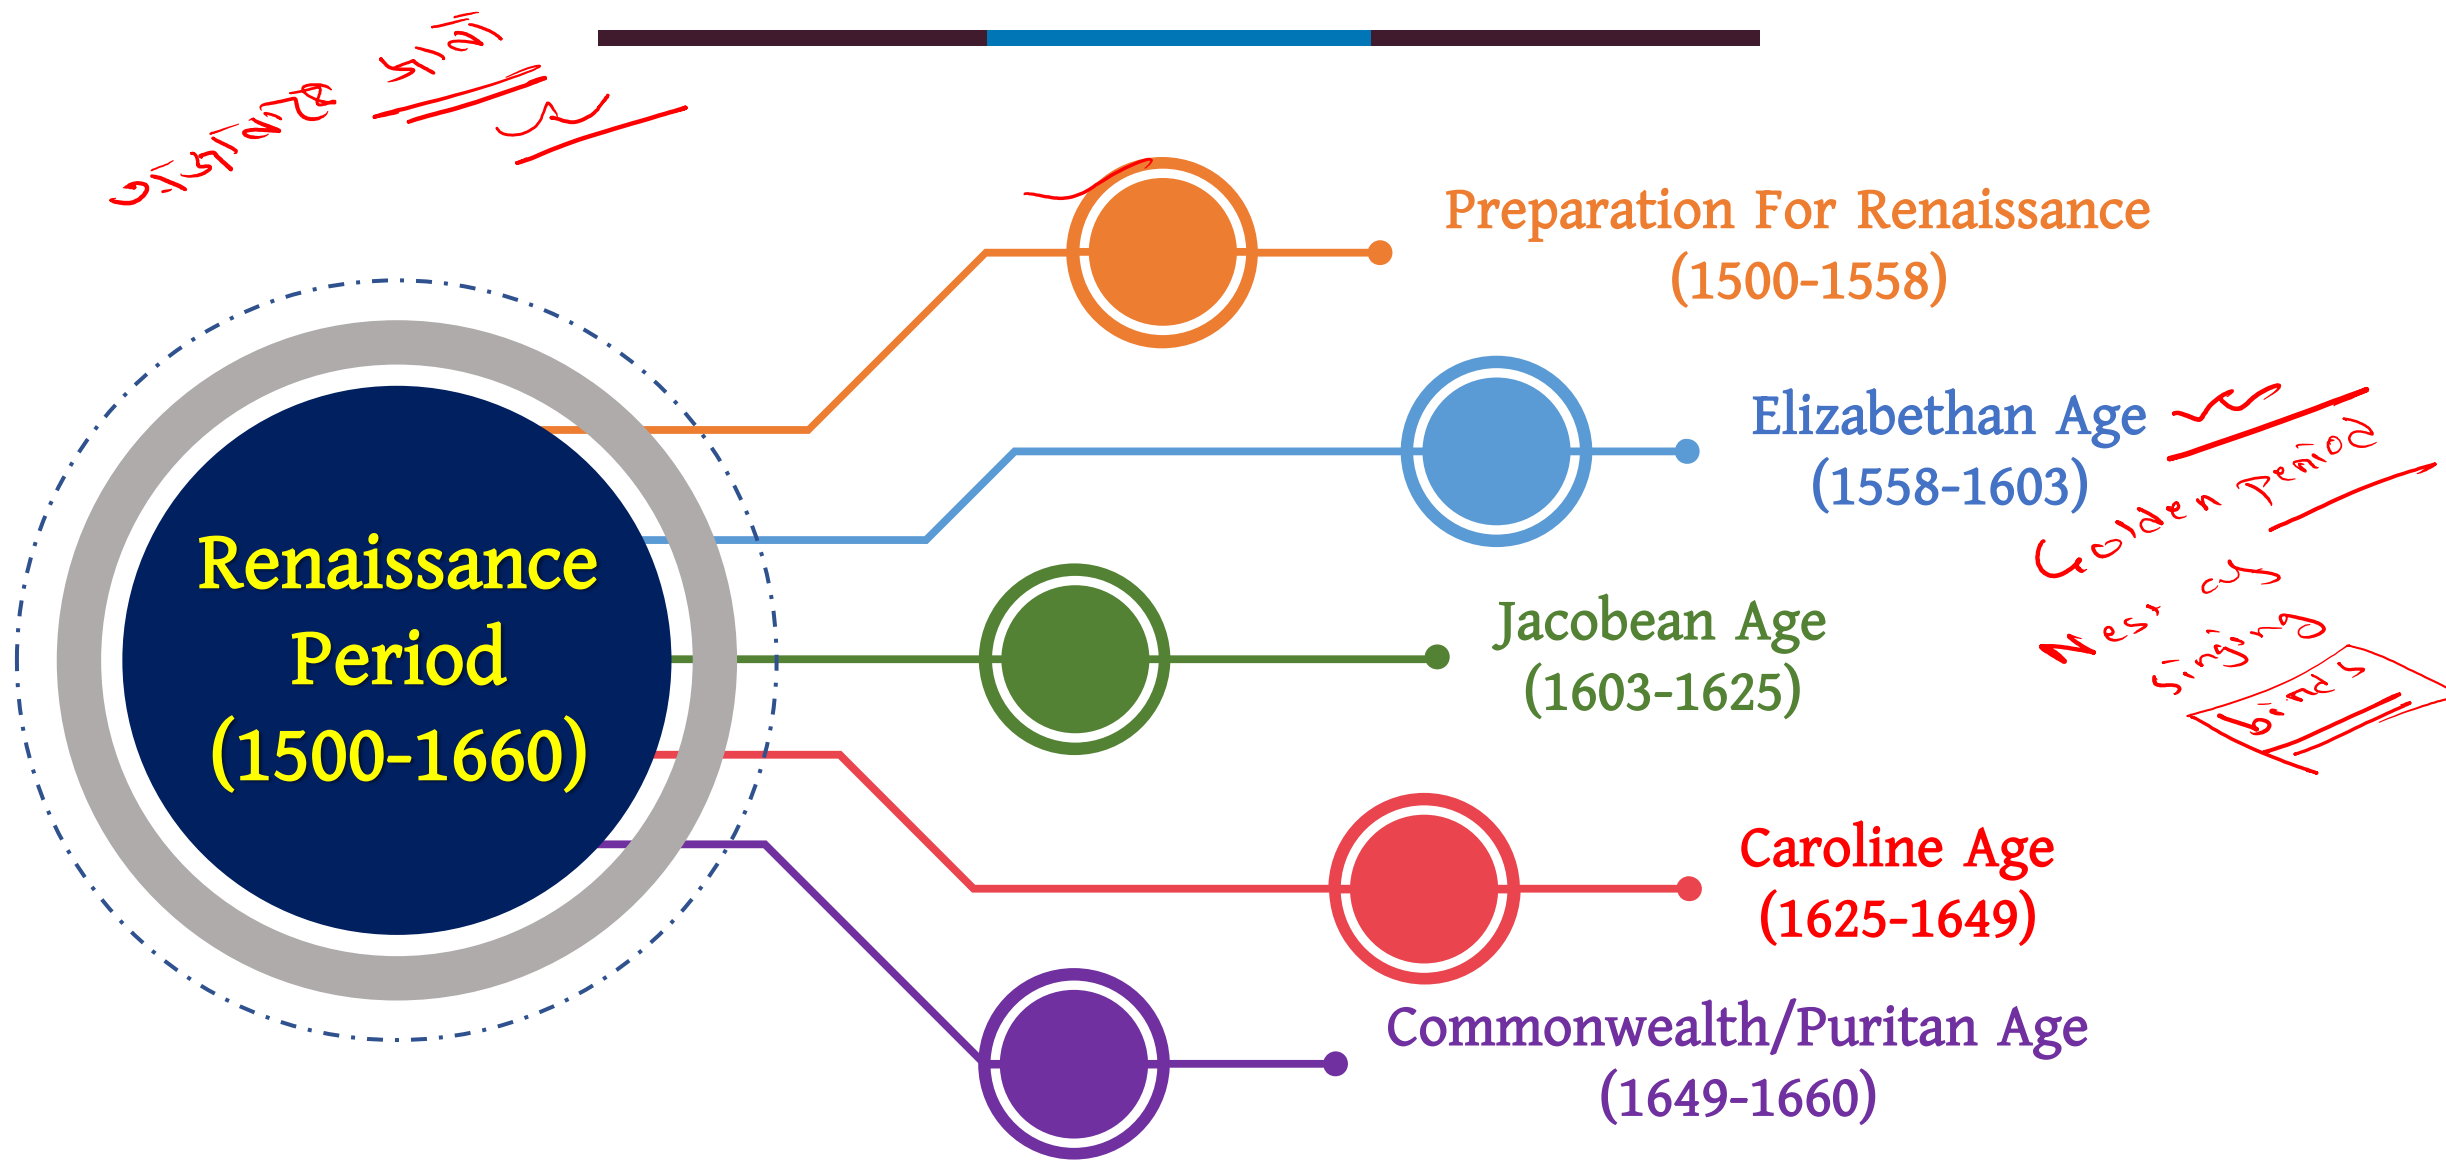 Preparation For Renaissance
(1500-1558)
Elizabethan Age
(1558-1603)
Golden Period
Nest of
singing
birds
Renaissance
Period
(1500-1660)
Jacobean Age
(1603-1625)
Caroline Age
(1625-1649)
Commonwealth/Puritan Age
(1649-1660)